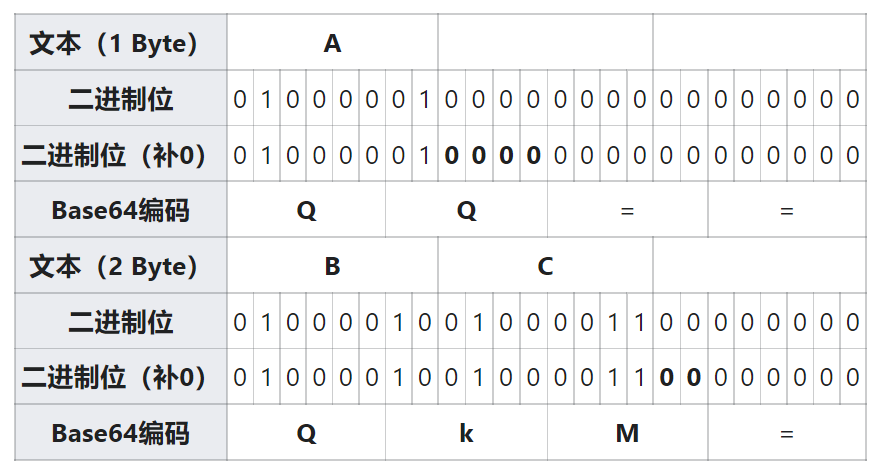 文本（1 Byte） A
二进制位 0 1 0 0 0 0 0 1 0 0 0 0 0 0 0 0 0 0 0 0 0 0 0 0
二进制位（补0） 0 1 0 0 0 0 0 1 0 0 0 0 0 0 0 0 0 0 0 0 0 0 0 0
Base64编码 Q Q = =
文本（2 Byte） B C
二进制位 0 1 0 0 0 0 1 0 0 1 0 0 0 0 1 1 0 0 0 0 0 0 0 0
二进制位（补0） 0 1 0 0 0 0 1 0 0 1 0 0 0 0 1 1 0 0 0 0 0 0 0 0
Base64编码 Q k M =